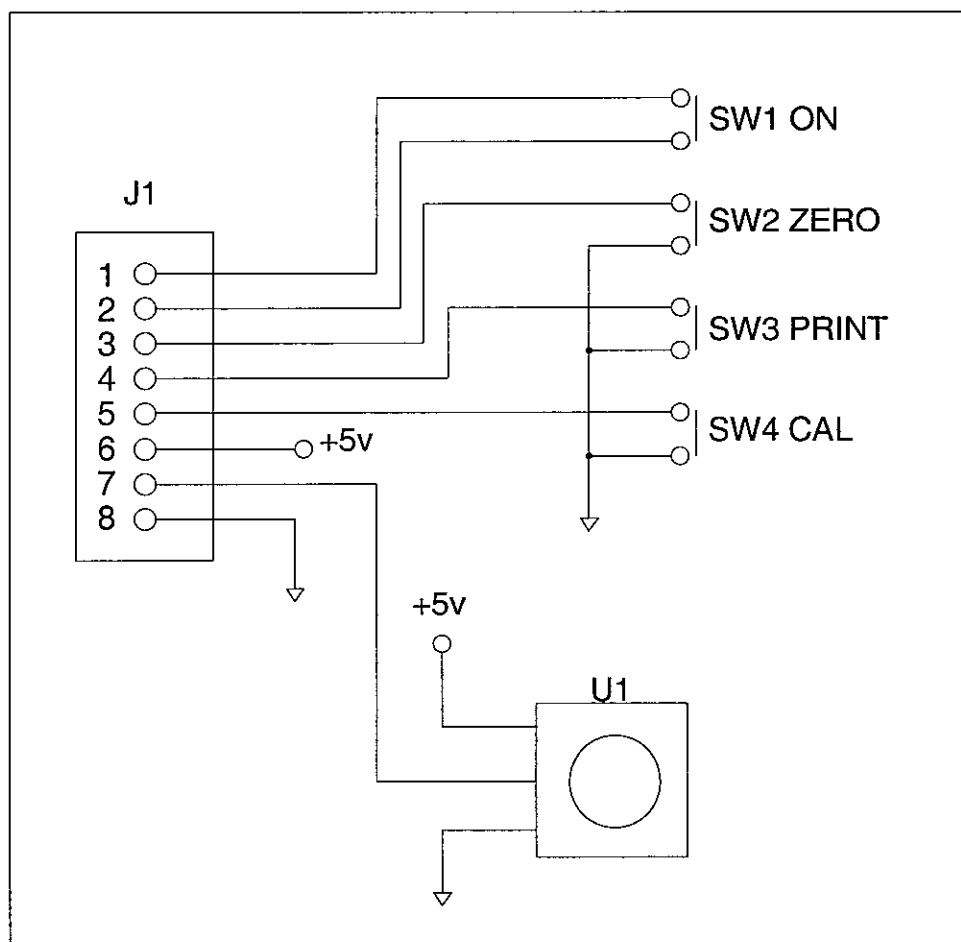 SW1 ON
J1
SW2 ZERO
1
2
3
4
5
6
7
8
SW3 PRINT
SW4 CAL
+5v
+5v
U1